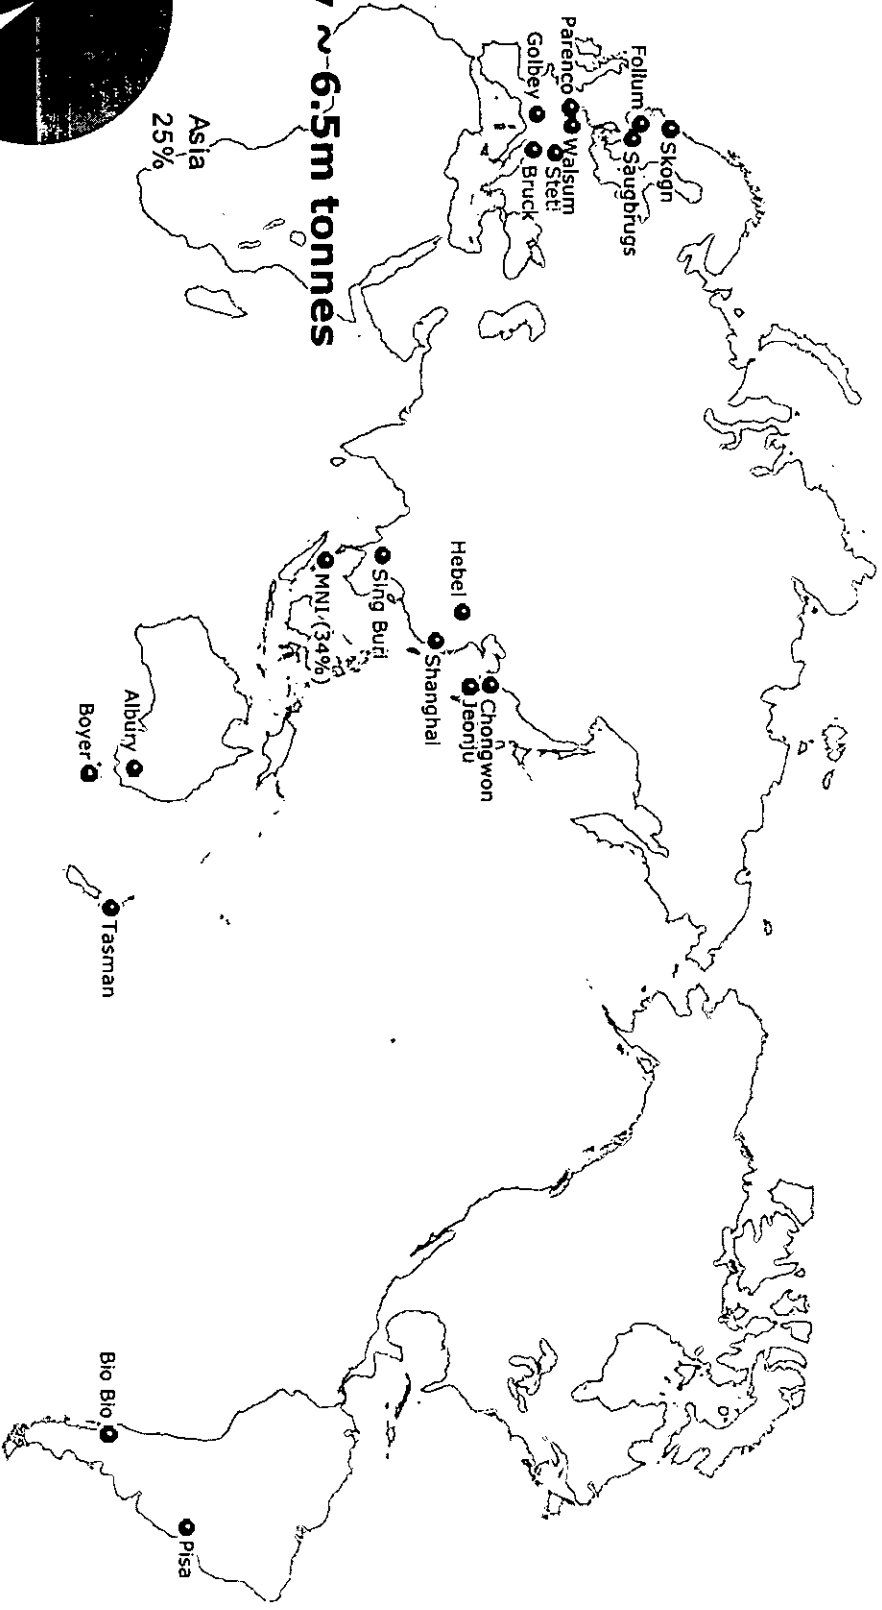 Skogn
Follum
Saugbrugs
Parenco
Walsum
Steti
Golbey
Bruck
Chongwon
Jeonju
Hebei
Shanghai
Sing Buri
MNI (34%)
~6.5m tonnes
Asia
25%
Albury
Boyer
Tasman
Pisa
Bio Bio